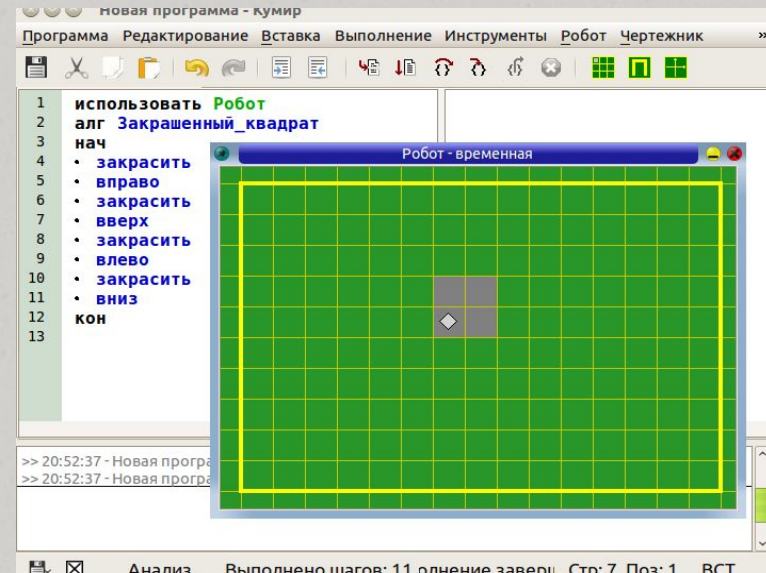 Новая программа - Кумир
Программа Редактирование Вставка Выполнение Инструменты Робот Чертежник »
1 использовать Робот
2 алг Закрашенный_квадрат
3 нач
4 • закрасить
5 • вправо
6 • закрасить
7 • вверх
8 • закрасить
9 • влево
10 • закрасить
11 • вниз
12 кон
13
Робот - временная
>> 20:52:37 - Новая програ
>> 20:52:37 - Новая програ
Анализ Выполнено шагов: 11 олнение заверш Стр: 7, Поз: 1 ВСТ